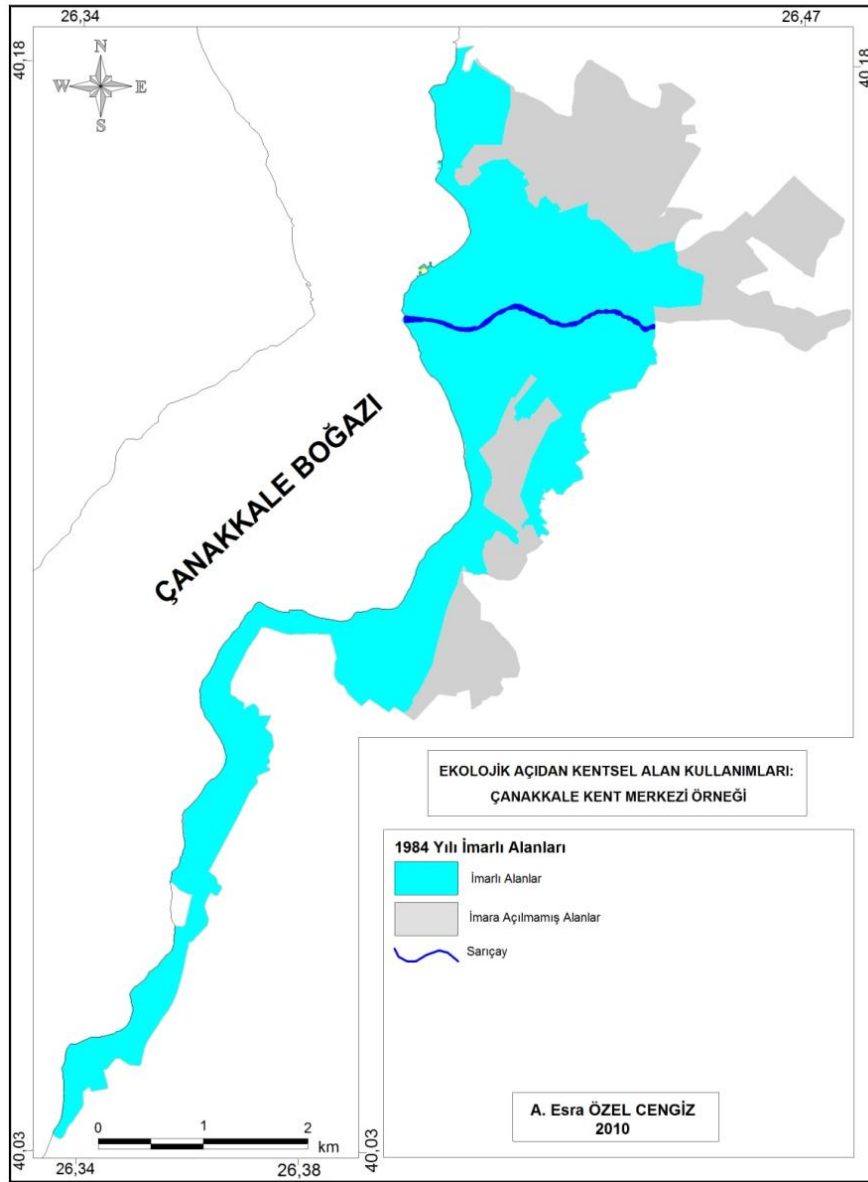 26,34
26,47
40,18
40,18
N
W
E
S
ÇANAKKALE BOĞAZI
EKOLOJİK AÇIDAN KENTSEL ALAN KULLANIMLARI:
ÇANAKKALE KENT MERKEZİ ÖRNEĞİ
1984 Yılı İmarlı Alanları
İmarlı Alanlar
İmara Açılmamış Alanlar
Sarıçay
A. Esra ÖZEL CENGİZ
2010
0 1 2
km
40,03
40,03
26,34
26,38